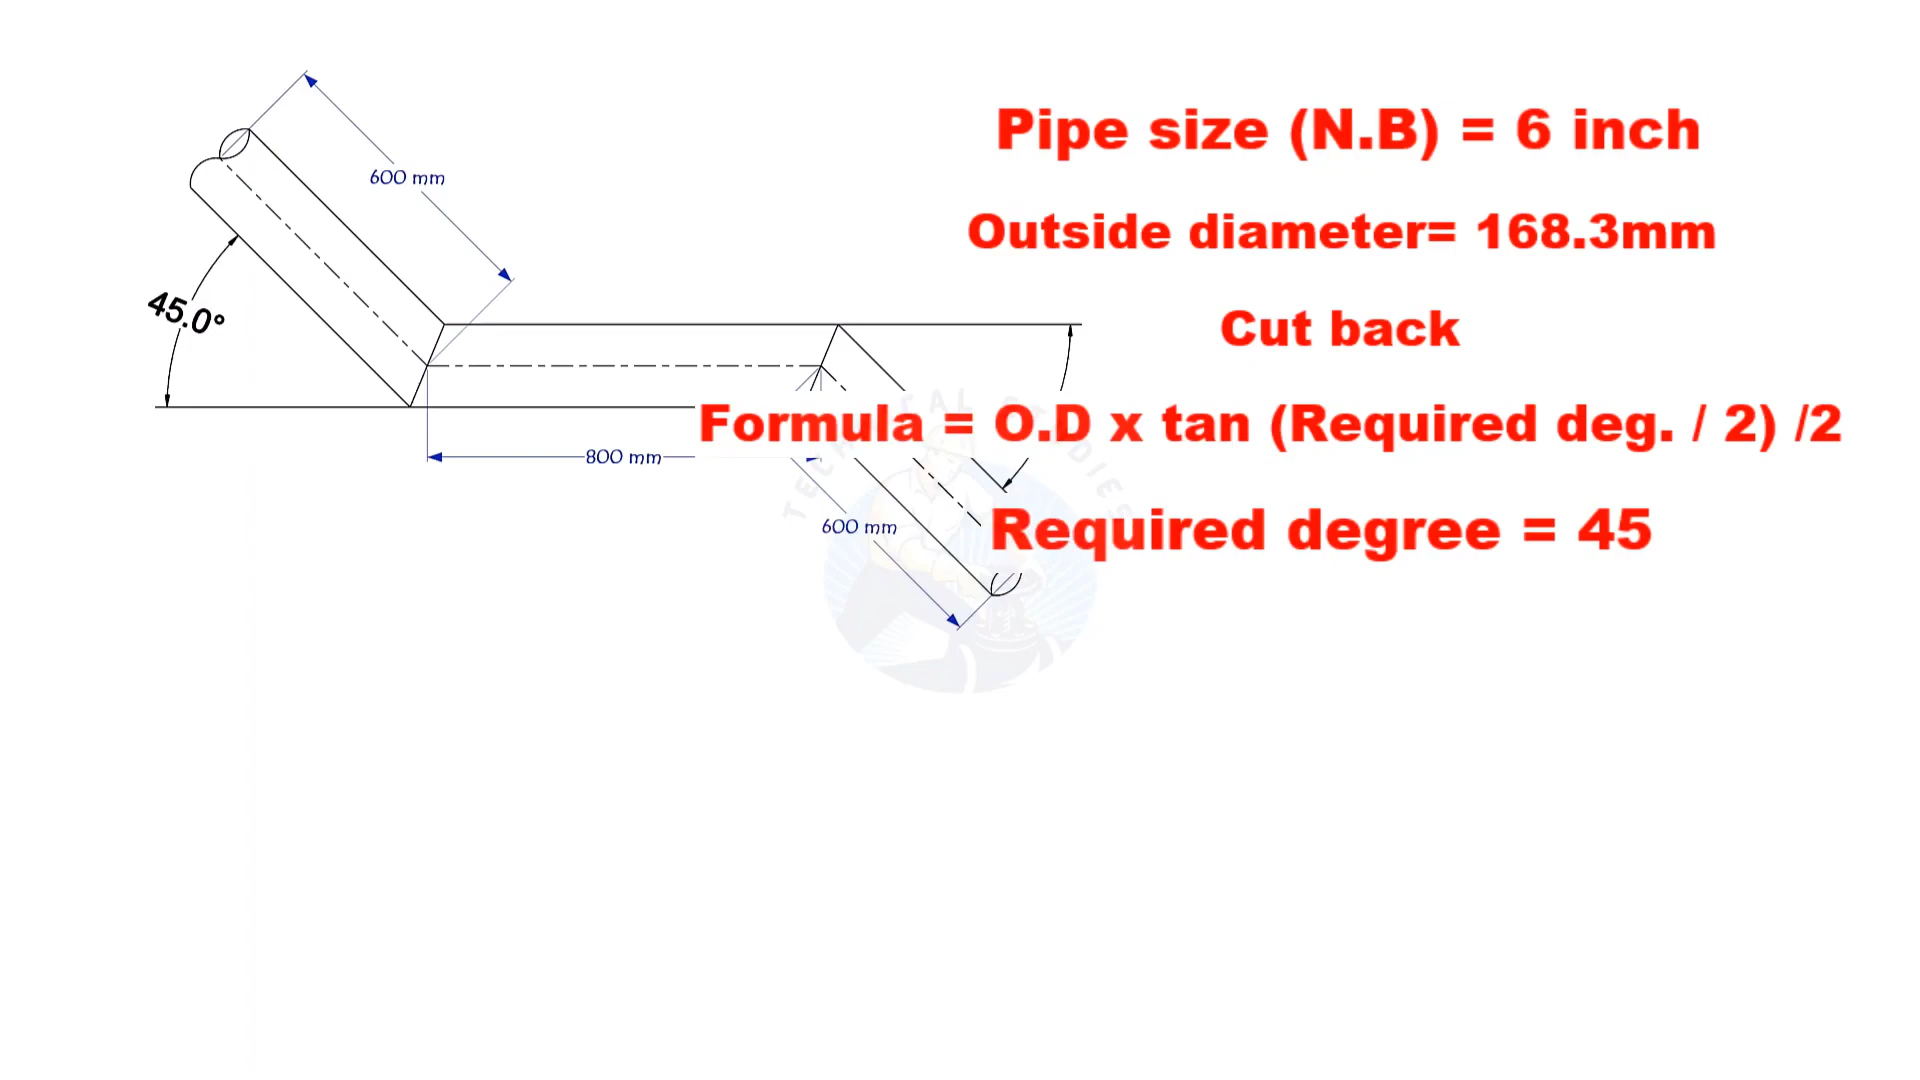 Pipe size (N.B) = 6 inch
600 mm
Outside diameter= 168.3mm
45.0°
Cut back
Formula = O.D x tan (Required deg. / 2) /2
800 mm
600 mm
Required degree = 45